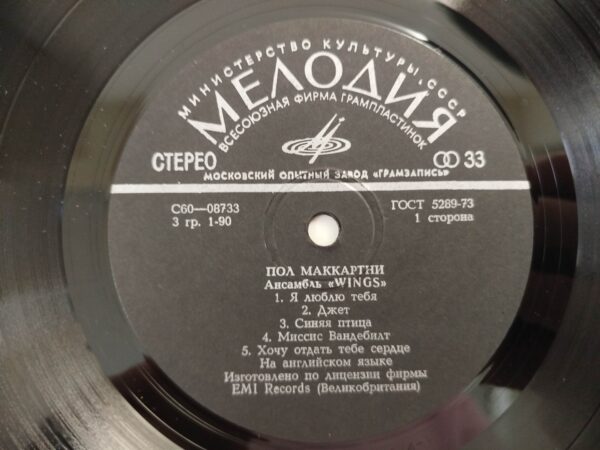 МИНИСТЕРСТВО КУЛЬТУРЫ, СССР
МЕЛОДИЯ
ВСЕСОЮЗНАЯ ФИРМА ГРАМПЛАСТИНОК
СТЕРЕО 33
МОСКОВСКИЙ ОПЫТНЫЙ ЗАВОД «ГРАМЗАПИСЬ»
С60—08733 ГОСТ 5289-73
3 гр. 1-90 1 сторона
ПОЛ МАККАРТНИ
Ансамбль «WINGS»
1. Я люблю тебя
2. Джет
3. Синяя птица
4. Миссис Вандебилт
5. Хочу отдать тебе сердце
На английском языке
Изготовлено по лицензии фирмы
EMI Records (Великобритания)